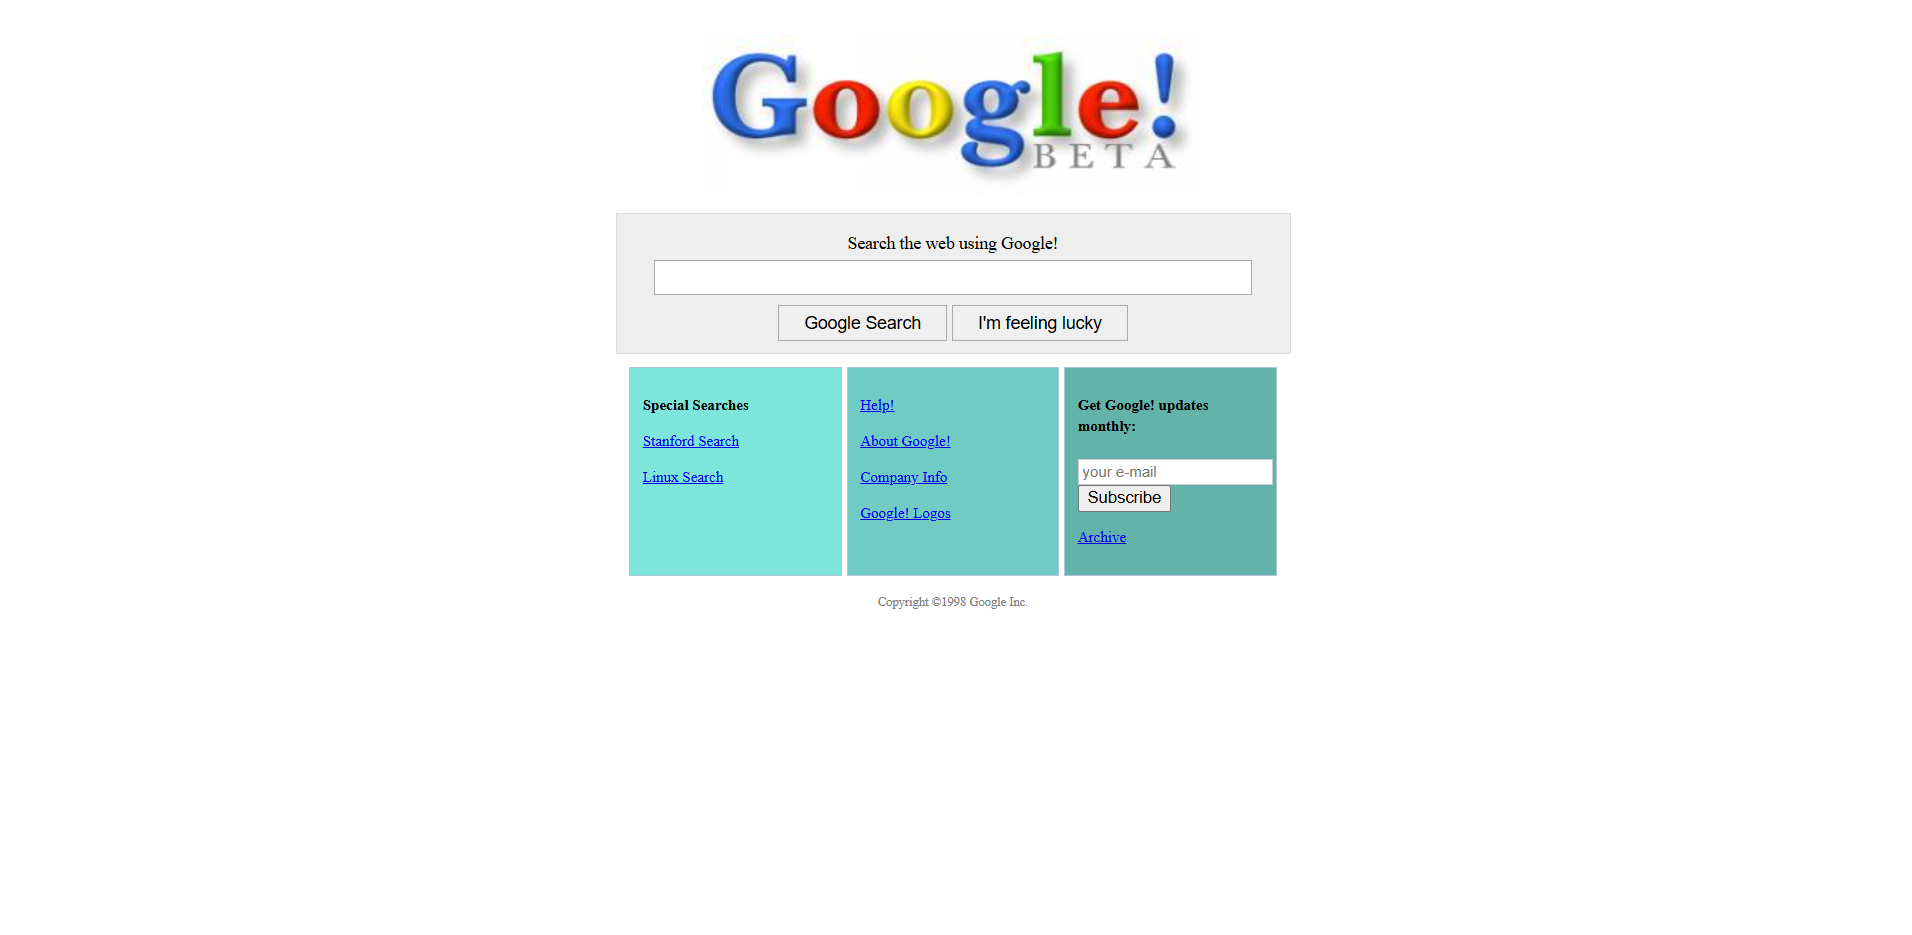 Google!
BETA
Search the web using Google!
Google Search
I'm feeling lucky
Special Searches
Stanford Search
Linux Search
Help!
About Google!
Company Info
Google! Logos
Get Google! updates
monthly:
your e-mail
Subscribe
Archive
Copyright ©1998 Google Inc.